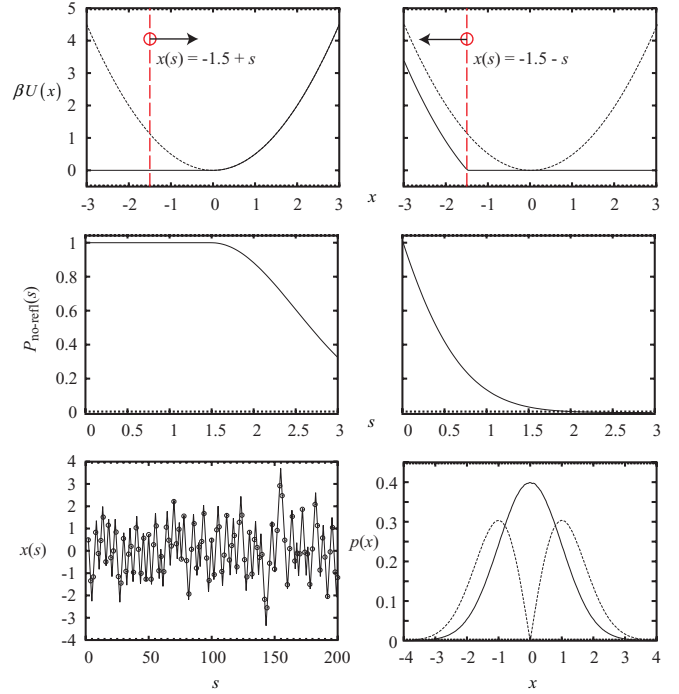 5
4
3
2
1
0
βU(x)
x(s) = -1.5 + s
x(s) = -1.5 - s
-3 -2 -1 0 1 2 3
x
-3 -2 -1 0 1 2 3
1
0.8
0.6
0.4
0.2
0
P_no-refl(s)
0 0.5 1 1.5 2 2.5 3
s
0 0.5 1 1.5 2 2.5 3
4
3
2
1
0
-1
-2
-3
-4
x(s)
0 50 100 150 200
s
0.4
0.3
0.2
0.1
0
p(x)
-4 -3 -2 -1 0 1 2 3 4
x